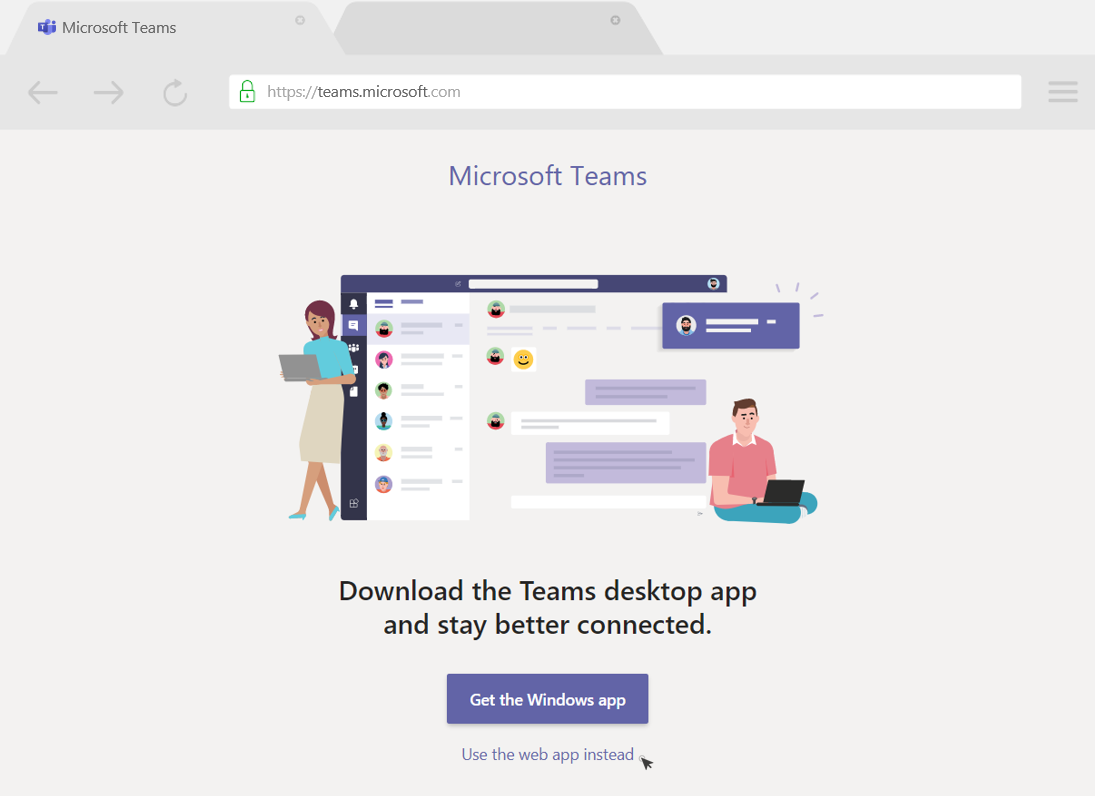 Microsoft Teams
https://teams.microsoft.com
Microsoft Teams
Download the Teams desktop app
and stay better connected.
Get the Windows app
Use the web app instead